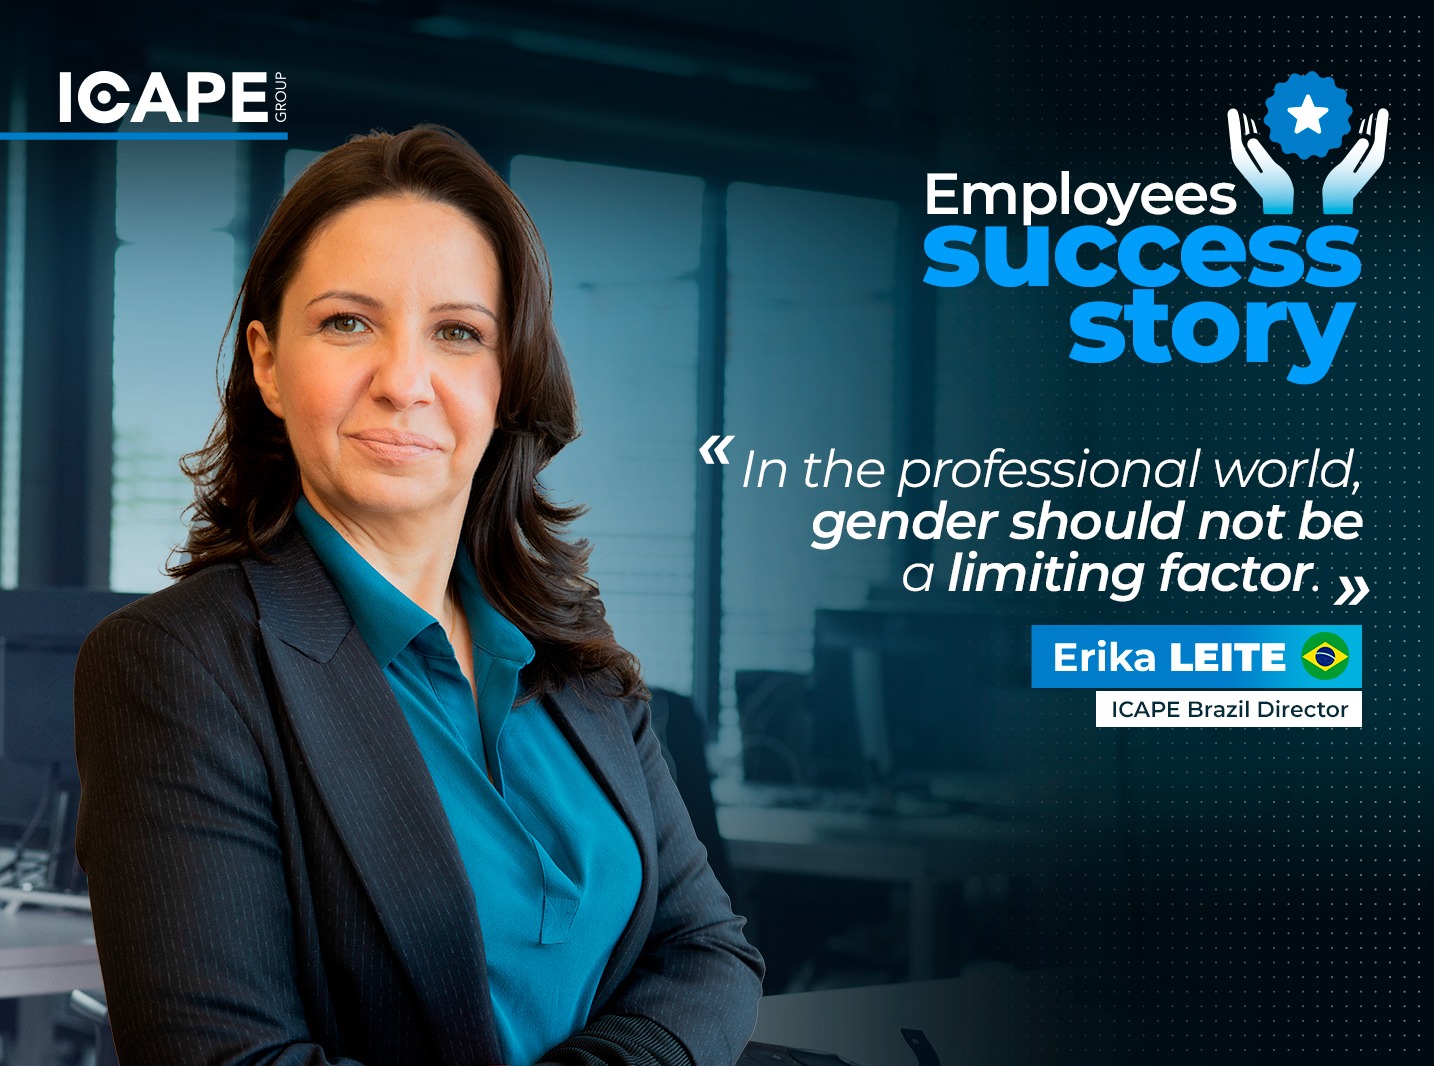 ICAPE GROUP
Employees
success
story
« In the professional world,
gender should not be
a limiting factor. »
Erika LEITE
ICAPE Brazil Director